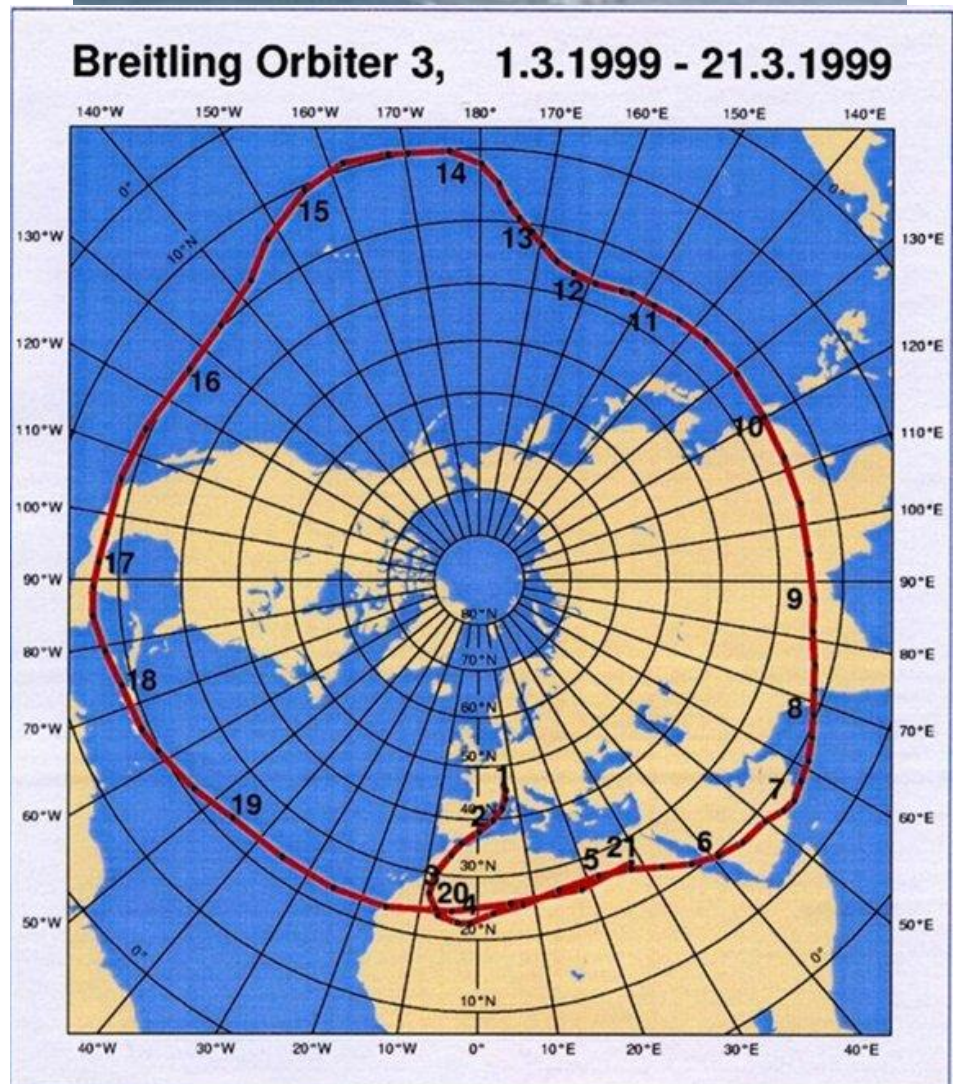 Breitling Orbiter 3, 1.3.1999 - 21.3.1999
140°W 150°W 160°W 170°W 180° 170°E 160°E 150°E 140°E
0° 0°
130°W 10°N 130°E
120°W 120°E
110°W 110°E
100°W 100°E
90°W 90°E
80°W 80°E
70°W 70°E
60°W 60°E
50°W 50°E
14
15
13
12
11
16
10
17
9
80°N
18 70°N 8
60°N
50°N
1 7
19 40°N
2
6
21
30°N 5
3
20 4
20°N
0° 0°
10°N
40°W 30°W 20°W 10°W 0° 10°E 20°E 30°E 40°E